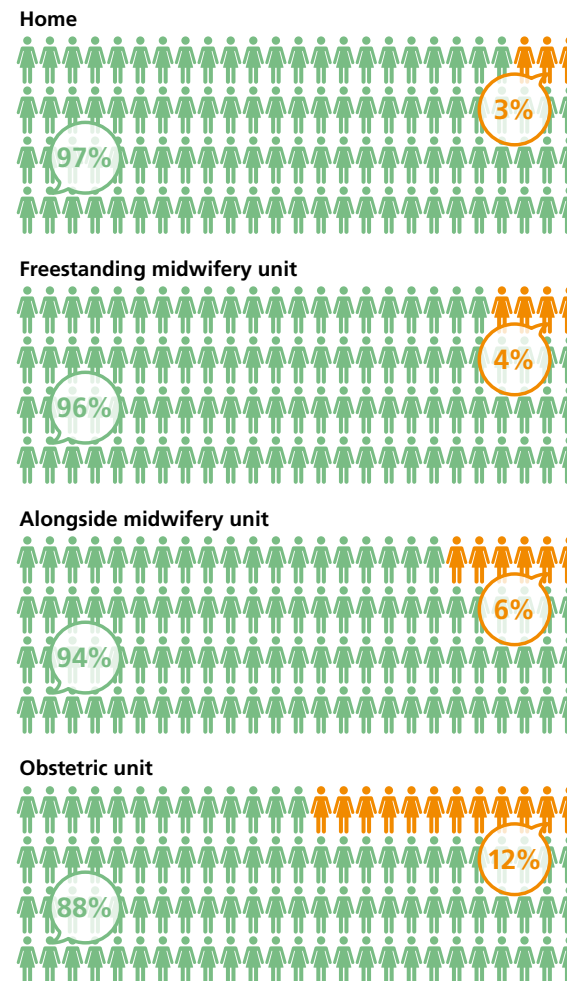 Home
3%
97%
Freestanding midwifery unit
4%
96%
Alongside midwifery unit
6%
94%
Obstetric unit
12%
88%